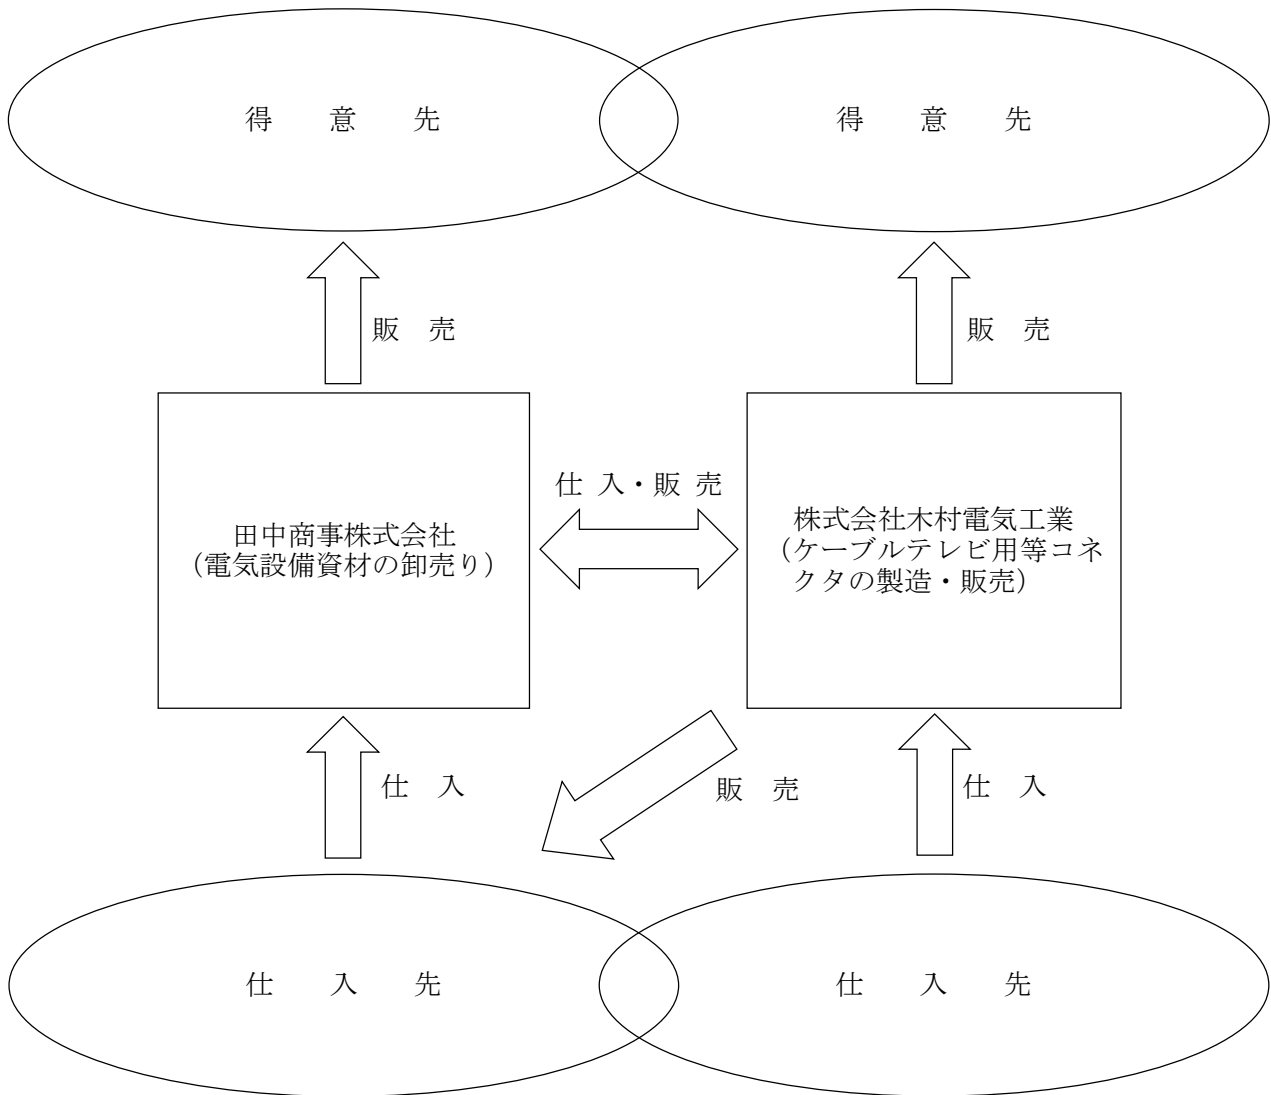 得意先
得意先
販売
販売
仕入・販売
田中商事株式会社
(電気設備資材の卸売り)
株式会社木村電気工業
(ケーブルテレビ用等コネ
クタの製造・販売)
仕入
販売
仕入
仕入先
仕入先